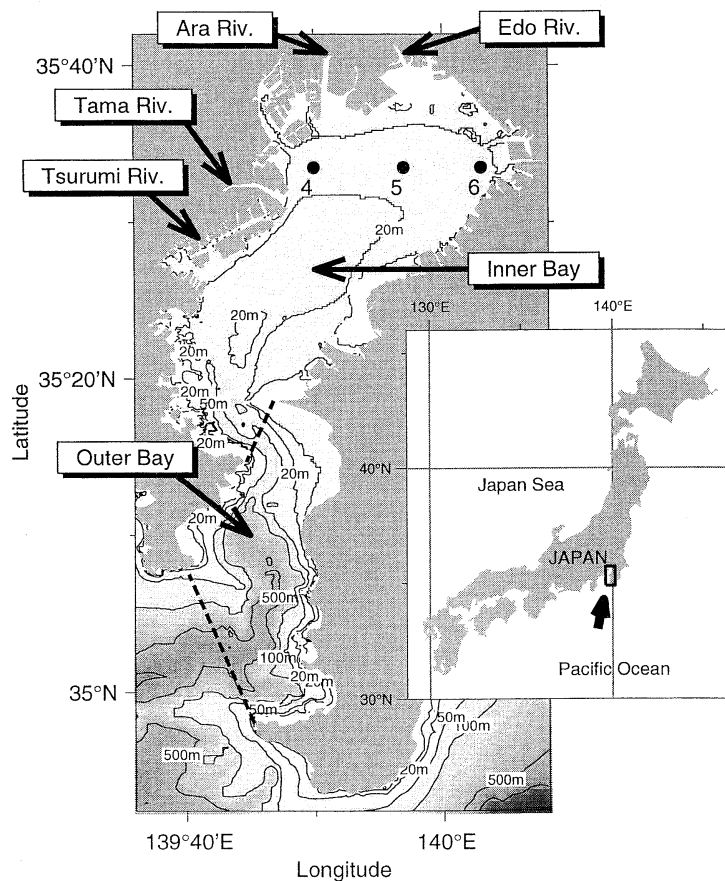 Ara Riv.
Edo Riv.
35°40'N
Tama Riv.
Tsurumi Riv.
4
5
6
20m
Inner Bay
130°E
140°E
20m
20m
35°20'N
20m
50m
20m
Latitude
Outer Bay
20m
40°N
Japan Sea
20m
JAPAN
500m
100m
Pacific Ocean
20m
20m
35°N
30°N
50m
50m
100m
500m
20m
500m
139°40'E
140°E
Longitude